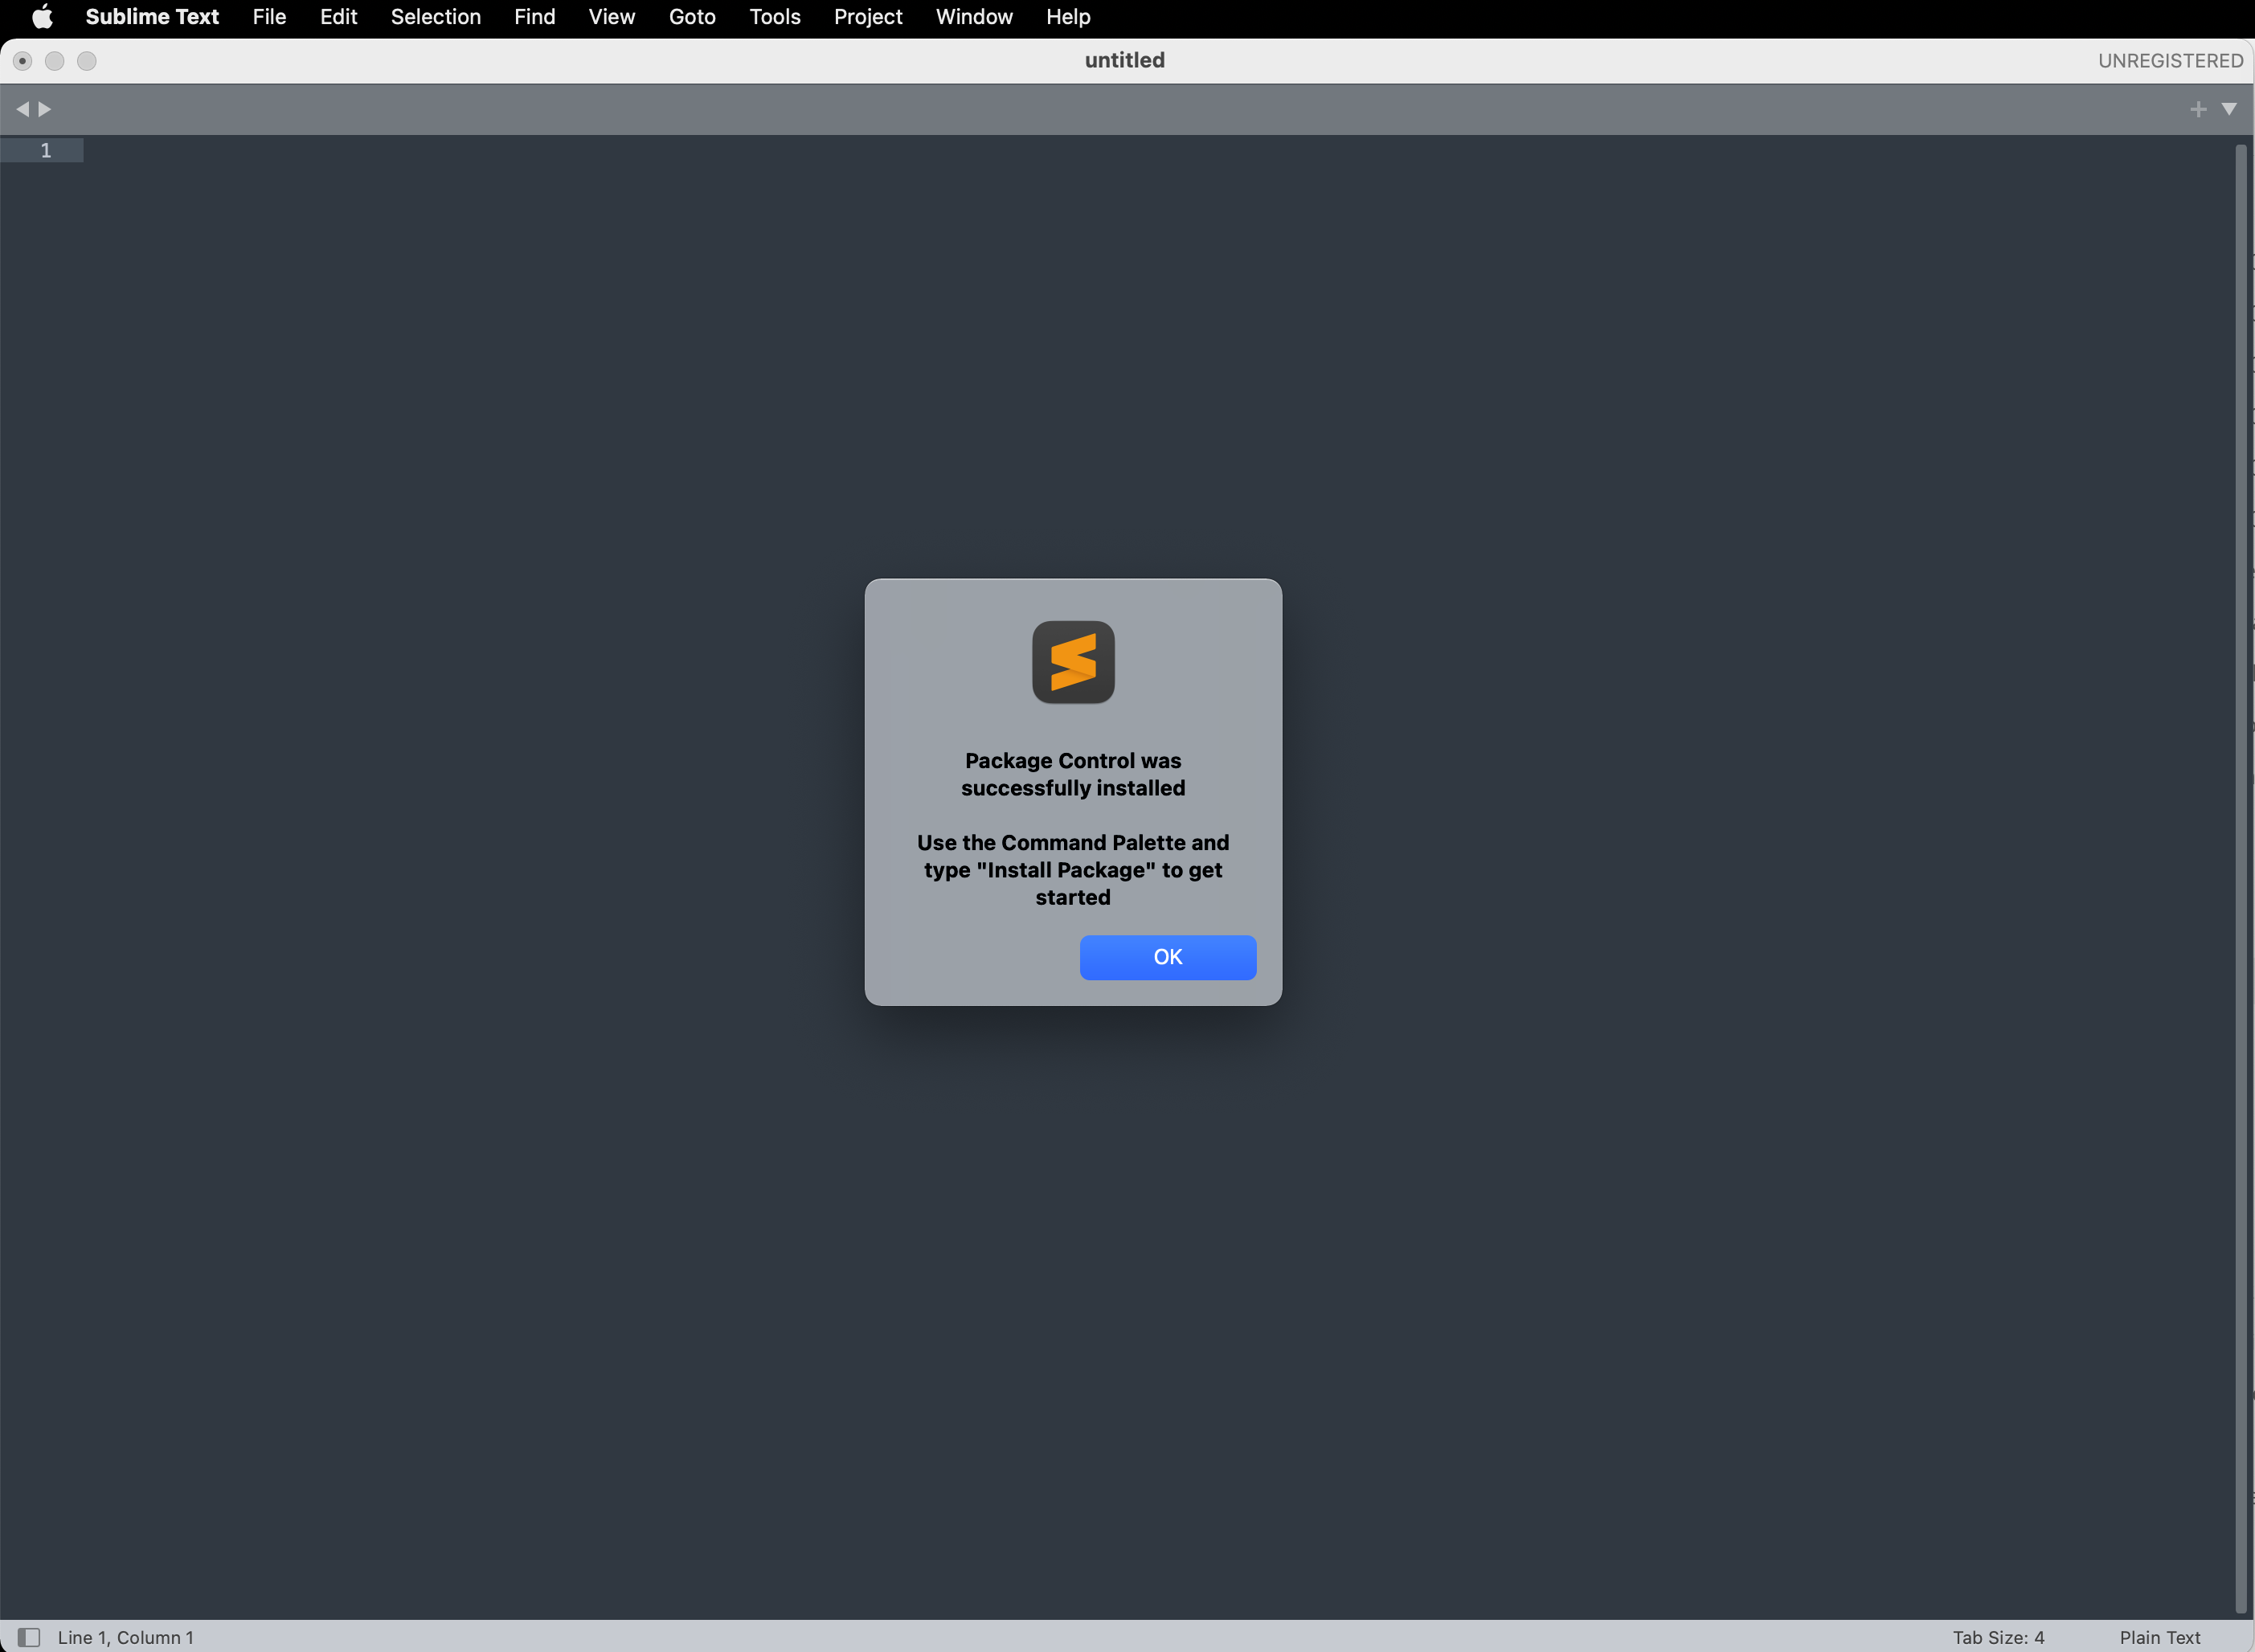 Sublime Text File Edit Selection Find View Goto Tools Project Window Help
untitled
UNREGISTERED
1
Package Control was
successfully installed
Use the Command Palette and
type "Install Package" to get
started
OK
Line 1, Column 1
Tab Size: 4
Plain Text